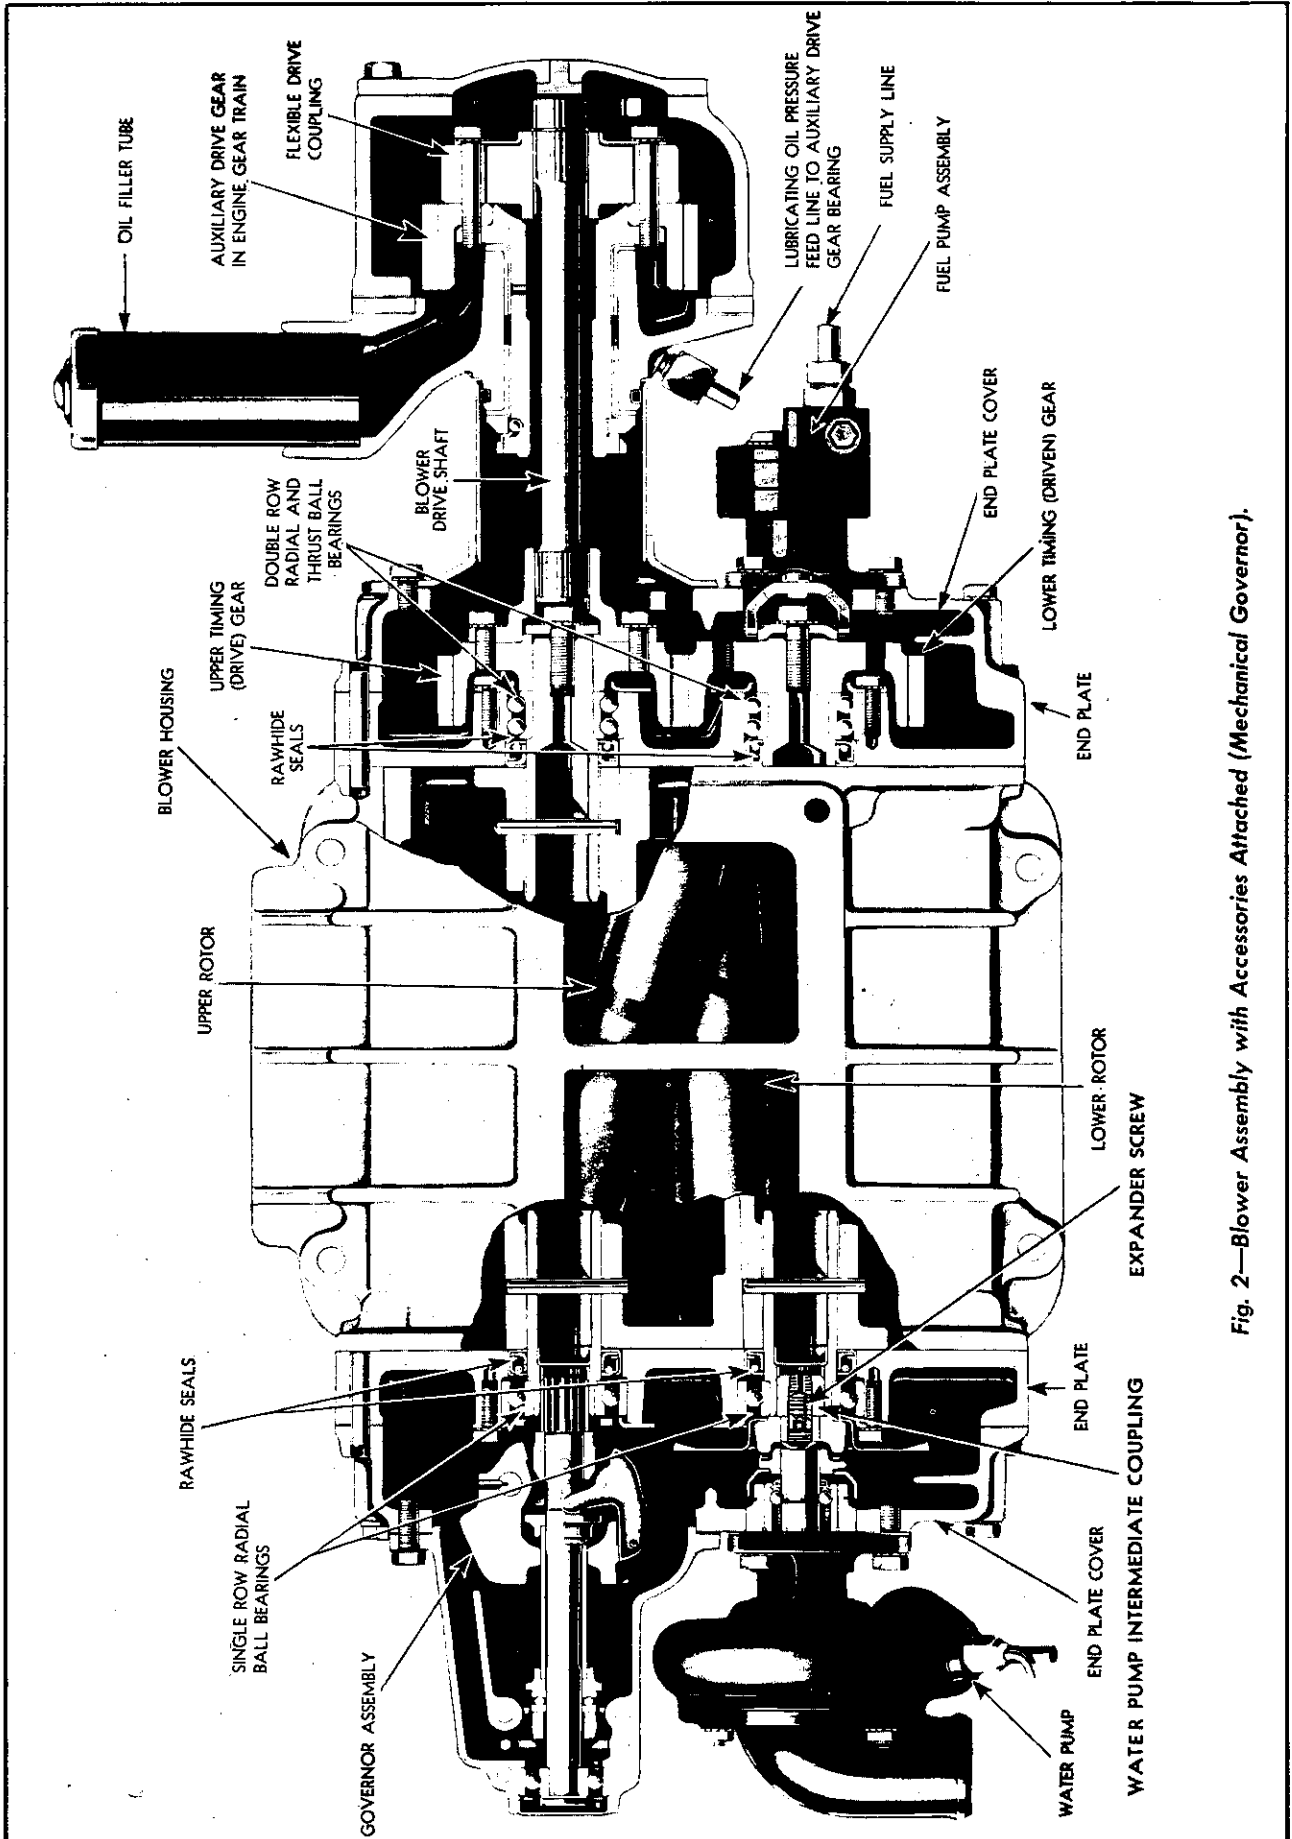 OIL FILLER TUBE
AUXILIARY DRIVE GEAR
IN ENGINE GEAR TRAIN
FLEXIBLE DRIVE
COUPLING
LUBRICATING OIL PRESSURE
FEED LINE TO AUXILIARY DRIVE
GEAR BEARING
FUEL SUPPLY LINE
FUEL PUMP ASSEMBLY
BLOWER
DRIVE SHAFT
DOUBLE ROW
RADIAL AND
THRUST BALL
BEARINGS
UPPER TIMING
(DRIVE) GEAR
RAWHIDE
SEALS
BLOWER HOUSING
END PLATE COVER
LOWER TIMING (DRIVEN) GEAR
END PLATE
UPPER ROTOR
LOWER ROTOR
EXPANDER SCREW
RAWHIDE SEALS
SINGLE ROW RADIAL
BALL BEARINGS
GOVERNOR ASSEMBLY
END PLATE
WATER PUMP INTERMEDIATE COUPLING
END PLATE COVER
WATER PUMP
Fig. 2—Blower Assembly with Accessories Attached (Mechanical Governor).